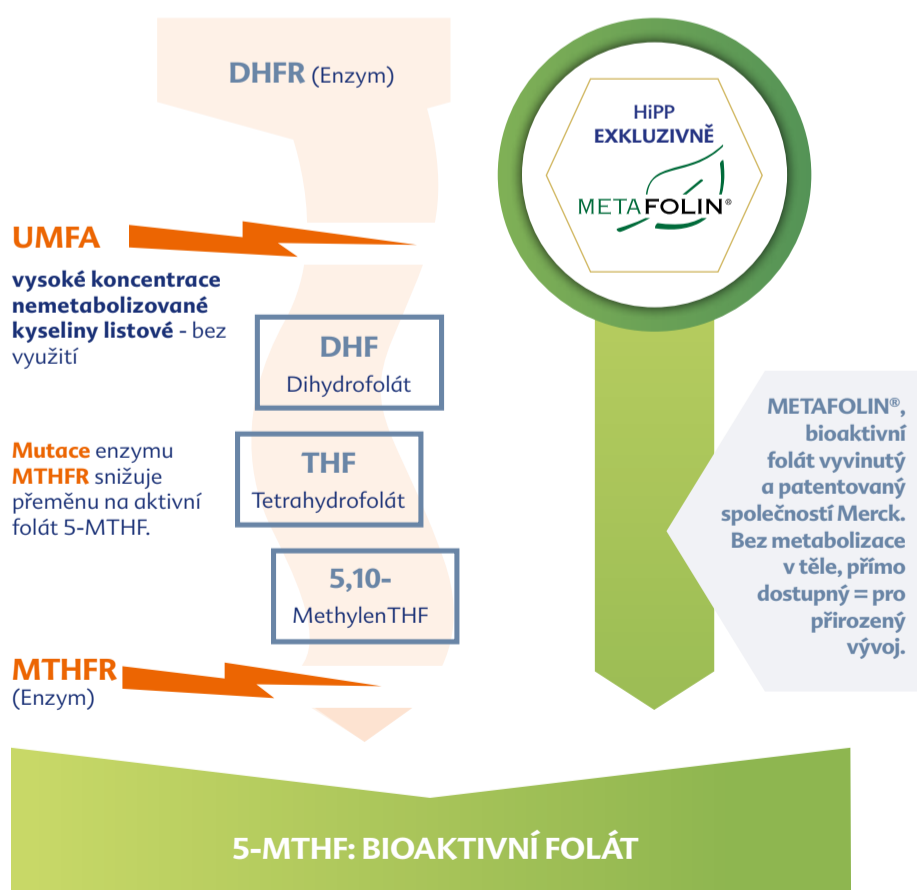 DHFR (Enzym)
HiPP
EXKLUZIVNĚ
METAFOLIN®
UMFA
vysoké koncentrace
nemetabolizované
kyseliny listové - bez
využití
DHF
Dihydrofolát
Mutace enzymu
MTHFR snižuje
přeměnu na aktivní
folát 5-MTHF.
THF
Tetrahydrofolát
5,10-
MethylenTHF
METAFOLIN®,
bioaktivní
folát vyvinutý
a patentovaný
společností Merck.
Bez metabolizace
v těle, přímo
dostupný = pro
přirozený
vývoj.
MTHFR
(Enzym)
5-MTHF: BIOAKTIVNÍ FOLÁT